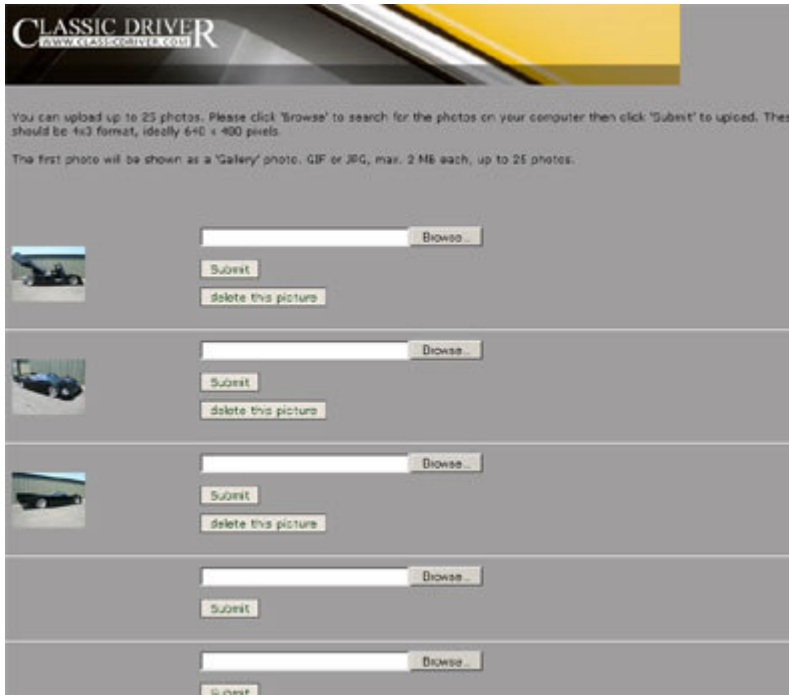 CLASSIC DRIVER
WWW.CLASSICDRIVER.COM
You can upload up to 25 photos. Please click 'Browse' to search for the photos on your computer then click 'Submit' to upload. Thes
should be 4x3 format, ideally 640 x 480 pixels.
The first photo will be shown as a 'Gallery' photo. GIF or JPG, max. 2 MB each, up to 25 photos.
Browse...
Submit
delete this picture
Browse...
Submit
delete this picture
Browse...
Submit
delete this picture
Browse...
Submit
Browse...
Submit